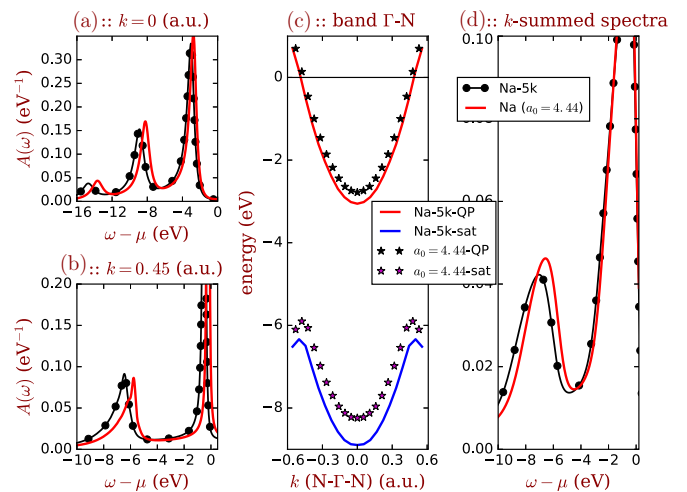 (a) :: k=0 (a.u.)
0.35
0.30
0.25
0.20
0.15
0.10
0.05
0.00
A(ω) (eV⁻¹)
−16 −12 −8 −4 0
ω − μ (eV)
(b) :: k=0.45 (a.u.)
0.20
0.15
0.10
0.05
0.00
A(ω) (eV⁻¹)
−10 −8 −6 −4 −2 0
ω − μ (eV)
(c) :: band Γ-N
0
−2
−4
−6
−8
energy (eV)
Na-5k-QP
Na-5k-sat
a₀=4.44-QP
a₀=4.44-sat
−0.6 −0.3 0.0 0.3 0.6
k (N-Γ-N) (a.u.)
(d) :: k-summed spectra
0.10
0.08
0.06
0.04
0.02
0.00
Na-5k
Na (a₀=4.44)
−10 −8 −6 −4 −2 0
ω − μ (eV)